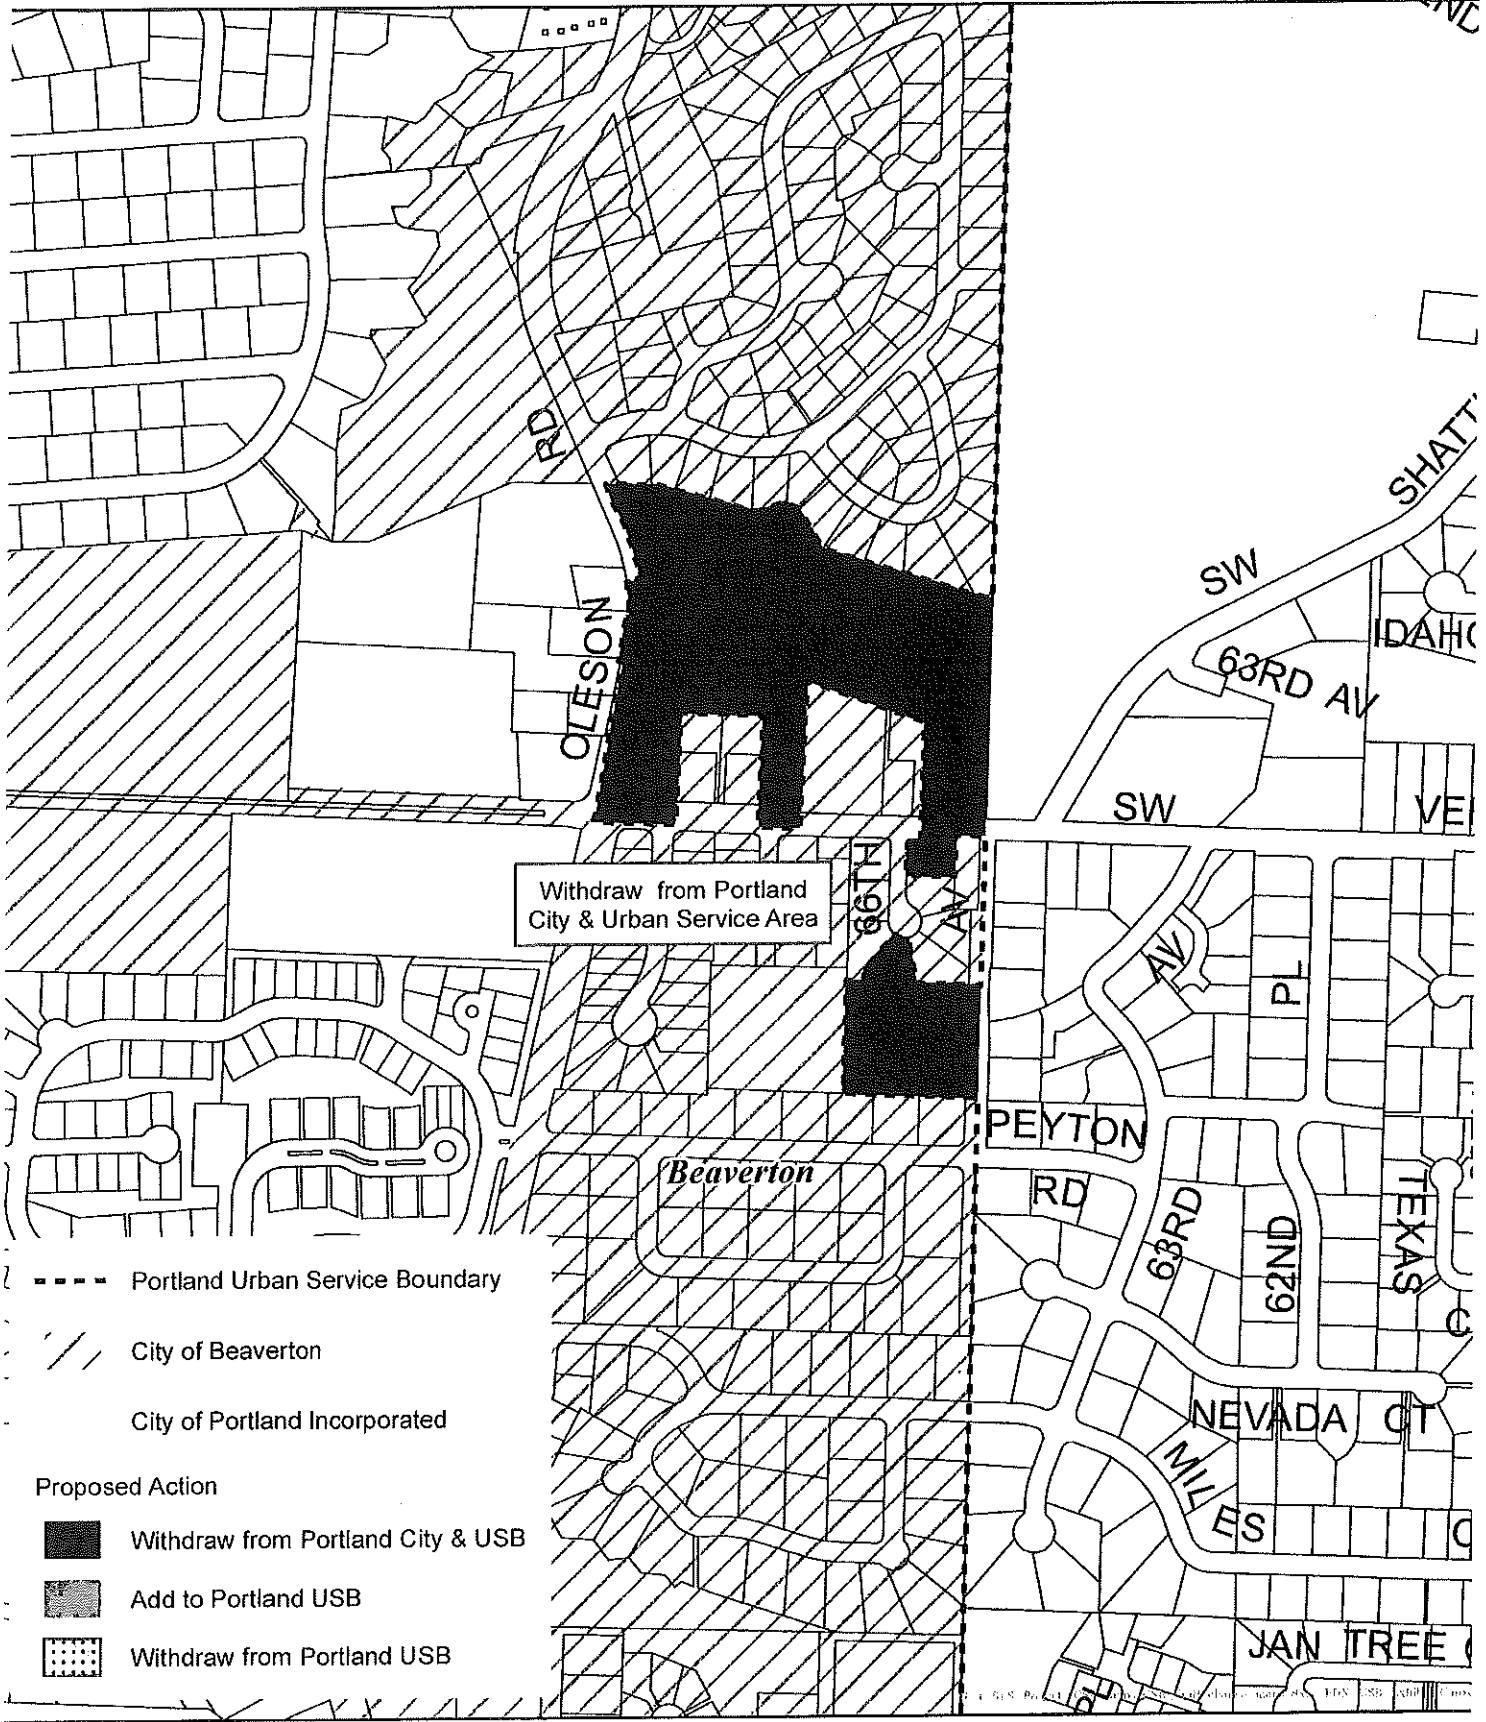 RD
SHATT
SW
IDAHO
63RD AV
OLESON
SW
66TH
AV
Withdraw from Portland
City & Urban Service Area
AV
PL
PEYTON
Beaverton
RD
63RD
62ND
TEXAS
Portland Urban Service Boundary
City of Beaverton
City of Portland Incorporated
NEVADA CT
MILES
Proposed Action
Withdraw from Portland City & USB
Add to Portland USB
Withdraw from Portland USB
JAN TREE
PL